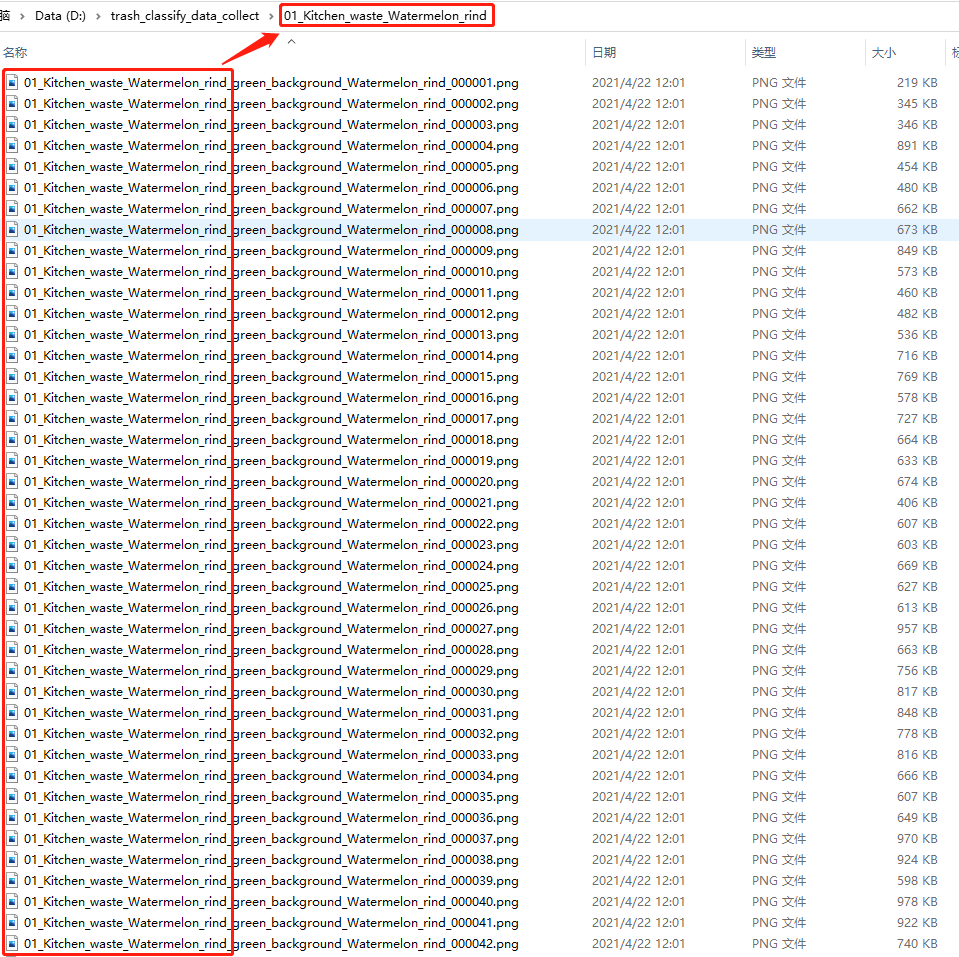 脑 › Data (D:) › trash_classify_data_collect › 01_Kitchen_waste_Watermelon_rind
名称 日期 类型 大小
01_Kitchen_waste_Watermelon_rind_green_background_Watermelon_rind_000001.png 2021/4/22 12:01 PNG 文件 219 KB
01_Kitchen_waste_Watermelon_rind_green_background_Watermelon_rind_000002.png 2021/4/22 12:01 PNG 文件 345 KB
01_Kitchen_waste_Watermelon_rind_green_background_Watermelon_rind_000003.png 2021/4/22 12:01 PNG 文件 346 KB
01_Kitchen_waste_Watermelon_rind_green_background_Watermelon_rind_000004.png 2021/4/22 12:01 PNG 文件 891 KB
01_Kitchen_waste_Watermelon_rind_green_background_Watermelon_rind_000005.png 2021/4/22 12:01 PNG 文件 454 KB
01_Kitchen_waste_Watermelon_rind_green_background_Watermelon_rind_000006.png 2021/4/22 12:01 PNG 文件 480 KB
01_Kitchen_waste_Watermelon_rind_green_background_Watermelon_rind_000007.png 2021/4/22 12:01 PNG 文件 662 KB
01_Kitchen_waste_Watermelon_rind_green_background_Watermelon_rind_000008.png 2021/4/22 12:01 PNG 文件 673 KB
01_Kitchen_waste_Watermelon_rind_green_background_Watermelon_rind_000009.png 2021/4/22 12:01 PNG 文件 849 KB
01_Kitchen_waste_Watermelon_rind_green_background_Watermelon_rind_000010.png 2021/4/22 12:01 PNG 文件 573 KB
01_Kitchen_waste_Watermelon_rind_green_background_Watermelon_rind_000011.png 2021/4/22 12:01 PNG 文件 460 KB
01_Kitchen_waste_Watermelon_rind_green_background_Watermelon_rind_000012.png 2021/4/22 12:01 PNG 文件 482 KB
01_Kitchen_waste_Watermelon_rind_green_background_Watermelon_rind_000013.png 2021/4/22 12:01 PNG 文件 536 KB
01_Kitchen_waste_Watermelon_rind_green_background_Watermelon_rind_000014.png 2021/4/22 12:01 PNG 文件 716 KB
01_Kitchen_waste_Watermelon_rind_green_background_Watermelon_rind_000015.png 2021/4/22 12:01 PNG 文件 769 KB
01_Kitchen_waste_Watermelon_rind_green_background_Watermelon_rind_000016.png 2021/4/22 12:01 PNG 文件 578 KB
01_Kitchen_waste_Watermelon_rind_green_background_Watermelon_rind_000017.png 2021/4/22 12:01 PNG 文件 727 KB
01_Kitchen_waste_Watermelon_rind_green_background_Watermelon_rind_000018.png 2021/4/22 12:01 PNG 文件 664 KB
01_Kitchen_waste_Watermelon_rind_green_background_Watermelon_rind_000019.png 2021/4/22 12:01 PNG 文件 633 KB
01_Kitchen_waste_Watermelon_rind_green_background_Watermelon_rind_000020.png 2021/4/22 12:01 PNG 文件 674 KB
01_Kitchen_waste_Watermelon_rind_green_background_Watermelon_rind_000021.png 2021/4/22 12:01 PNG 文件 406 KB
01_Kitchen_waste_Watermelon_rind_green_background_Watermelon_rind_000022.png 2021/4/22 12:01 PNG 文件 607 KB
01_Kitchen_waste_Watermelon_rind_green_background_Watermelon_rind_000023.png 2021/4/22 12:01 PNG 文件 603 KB
01_Kitchen_waste_Watermelon_rind_green_background_Watermelon_rind_000024.png 2021/4/22 12:01 PNG 文件 669 KB
01_Kitchen_waste_Watermelon_rind_green_background_Watermelon_rind_000025.png 2021/4/22 12:01 PNG 文件 627 KB
01_Kitchen_waste_Watermelon_rind_green_background_Watermelon_rind_000026.png 2021/4/22 12:01 PNG 文件 613 KB
01_Kitchen_waste_Watermelon_rind_green_background_Watermelon_rind_000027.png 2021/4/22 12:01 PNG 文件 957 KB
01_Kitchen_waste_Watermelon_rind_green_background_Watermelon_rind_000028.png 2021/4/22 12:01 PNG 文件 663 KB
01_Kitchen_waste_Watermelon_rind_green_background_Watermelon_rind_000029.png 2021/4/22 12:01 PNG 文件 756 KB
01_Kitchen_waste_Watermelon_rind_green_background_Watermelon_rind_000030.png 2021/4/22 12:01 PNG 文件 817 KB
01_Kitchen_waste_Watermelon_rind_green_background_Watermelon_rind_000031.png 2021/4/22 12:01 PNG 文件 848 KB
01_Kitchen_waste_Watermelon_rind_green_background_Watermelon_rind_000032.png 2021/4/22 12:01 PNG 文件 778 KB
01_Kitchen_waste_Watermelon_rind_green_background_Watermelon_rind_000033.png 2021/4/22 12:01 PNG 文件 816 KB
01_Kitchen_waste_Watermelon_rind_green_background_Watermelon_rind_000034.png 2021/4/22 12:01 PNG 文件 666 KB
01_Kitchen_waste_Watermelon_rind_green_background_Watermelon_rind_000035.png 2021/4/22 12:01 PNG 文件 607 KB
01_Kitchen_waste_Watermelon_rind_green_background_Watermelon_rind_000036.png 2021/4/22 12:01 PNG 文件 649 KB
01_Kitchen_waste_Watermelon_rind_green_background_Watermelon_rind_000037.png 2021/4/22 12:01 PNG 文件 970 KB
01_Kitchen_waste_Watermelon_rind_green_background_Watermelon_rind_000038.png 2021/4/22 12:01 PNG 文件 924 KB
01_Kitchen_waste_Watermelon_rind_green_background_Watermelon_rind_000039.png 2021/4/22 12:01 PNG 文件 598 KB
01_Kitchen_waste_Watermelon_rind_green_background_Watermelon_rind_000040.png 2021/4/22 12:01 PNG 文件 978 KB
01_Kitchen_waste_Watermelon_rind_green_background_Watermelon_rind_000041.png 2021/4/22 12:01 PNG 文件 922 KB
01_Kitchen_waste_Watermelon_rind_green_background_Watermelon_rind_000042.png 2021/4/22 12:01 PNG 文件 740 KB